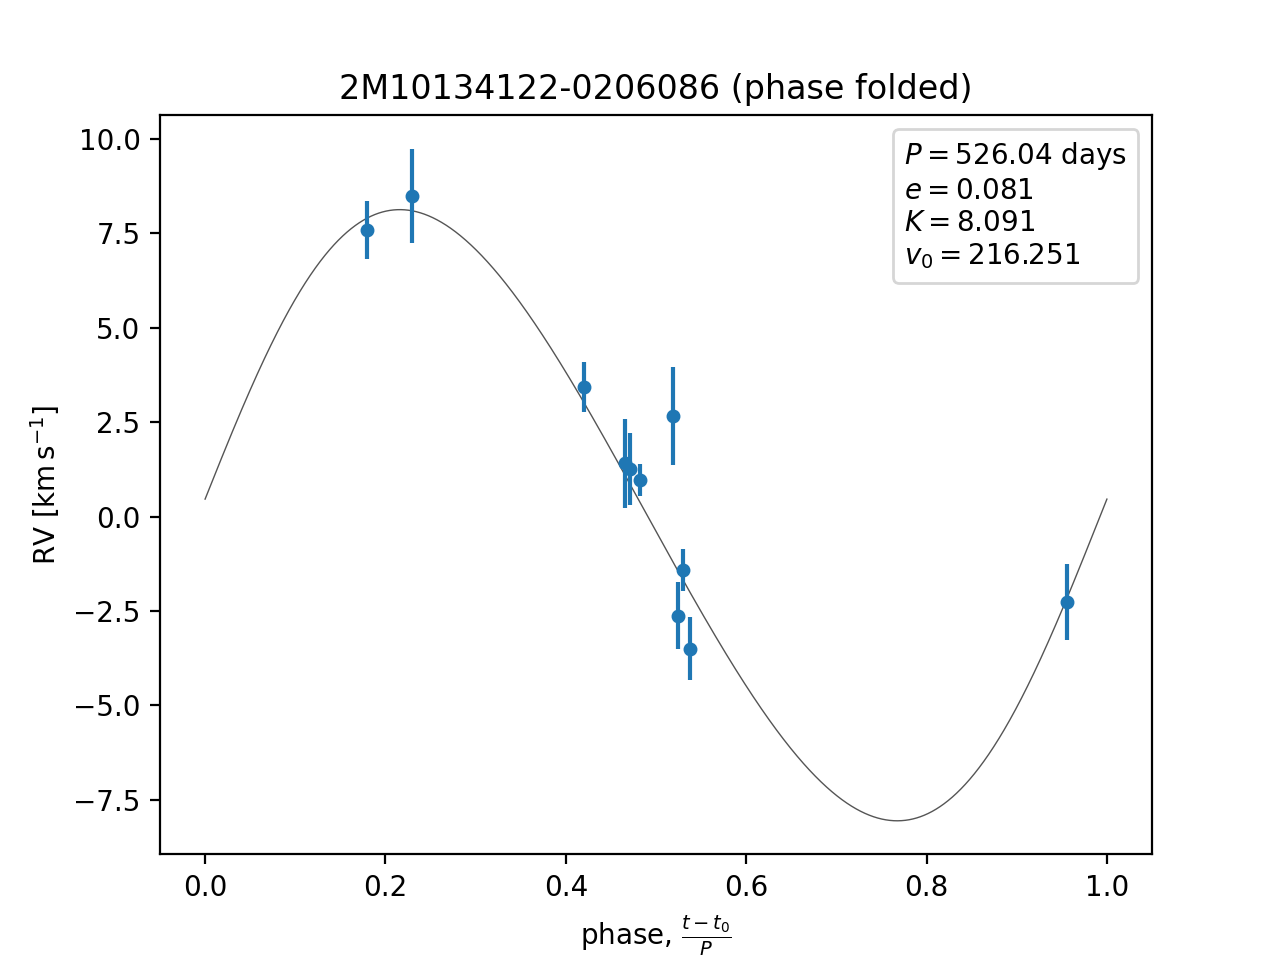 2M10134122-0206086 (phase folded)
P = 526.04 days
e = 0.081
K = 8.091
v₀ = 216.251
10.0
7.5
5.0
2.5
0.0
−2.5
−5.0
−7.5
RV [km s⁻¹]
0.0 0.2 0.4 0.6 0.8 1.0
phase, (t − t₀)/P